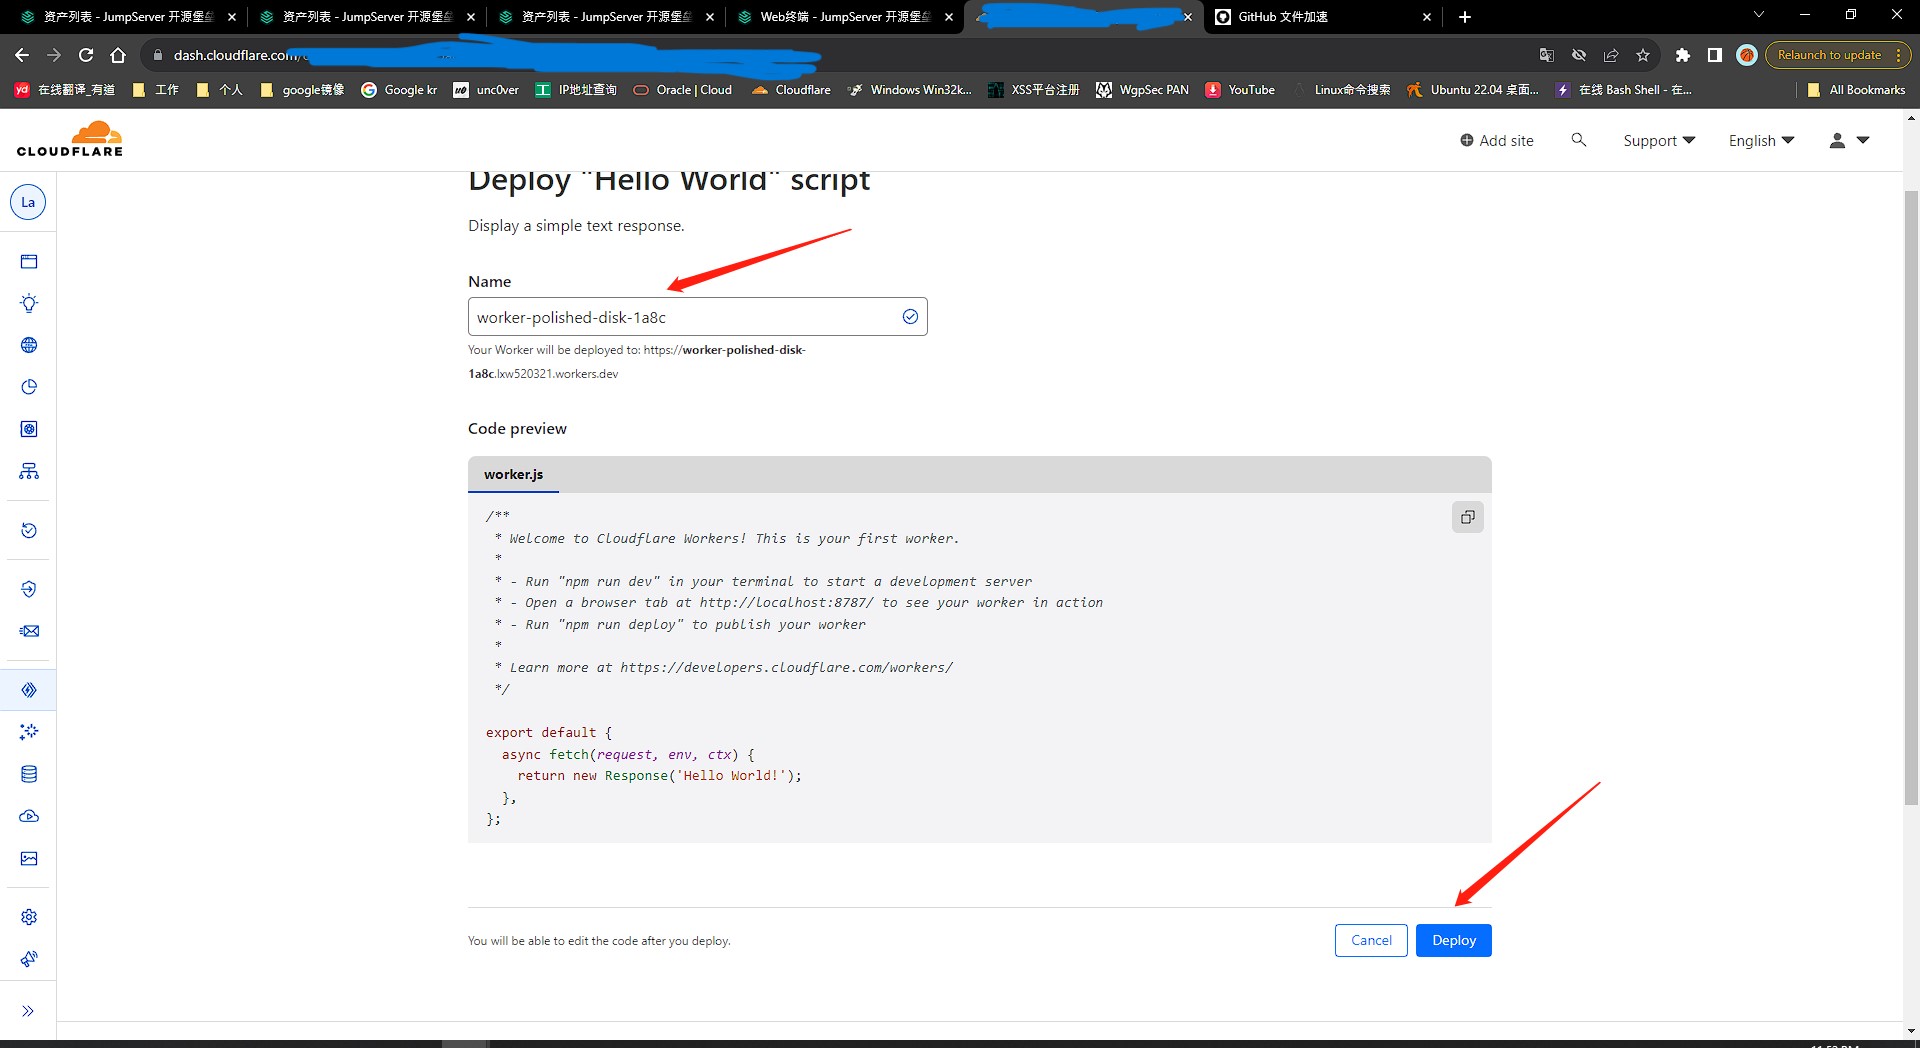 资产列表 - JumpServer 开源堡垒
资产列表 - JumpServer 开源堡垒
资产列表 - JumpServer 开源堡垒
Web终端 - JumpServer 开源堡垒
GitHub 文件加速
dash.cloudflare.com/
Relaunch to update
yd 在线翻译_有道
工作
个人
google镜像
Google kr
unc0ver
IP地址查询
Oracle | Cloud
Cloudflare
Windows Win32k...
XSS平台注册
WgpSec PAN
YouTube
Linux命令搜索
Ubuntu 22.04 桌面...
在线 Bash Shell - 在...
All Bookmarks
CLOUDFLARE
Add site
Support
English
La
Deploy "Hello World" script
Display a simple text response.
Name
worker-polished-disk-1a8c
Your Worker will be deployed to: https://worker-polished-disk-
1a8c.lxw520321.workers.dev
Code preview
worker.js
/**
* Welcome to Cloudflare Workers! This is your first worker.
*
* - Run "npm run dev" in your terminal to start a development server
* - Open a browser tab at http://localhost:8787/ to see your worker in action
* - Run "npm run deploy" to publish your worker
*
* Learn more at https://developers.cloudflare.com/workers/
*/
export default {
async fetch(request, env, ctx) {
return new Response('Hello World!');
},
};
You will be able to edit the code after you deploy.
Cancel
Deploy